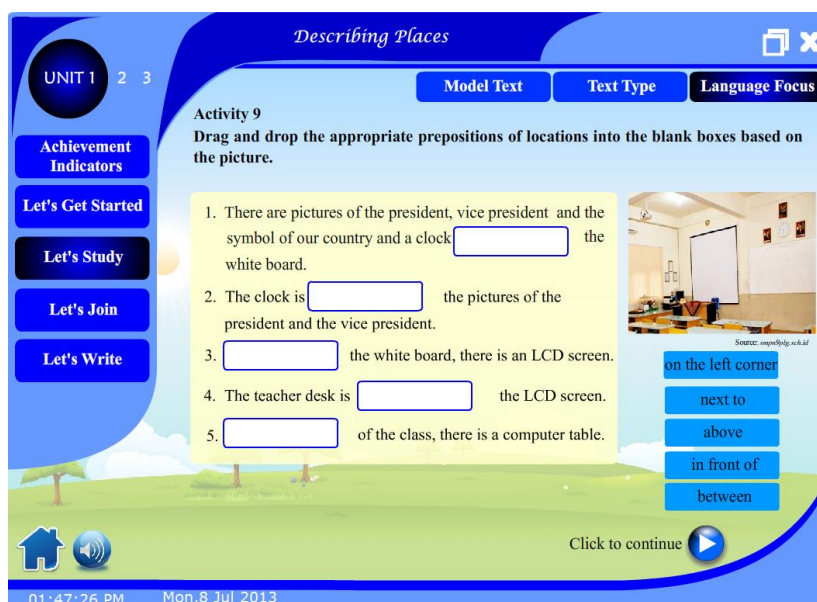 Describing Places
UNIT 1 2 3
Model Text
Text Type
Language Focus
Achievement
Indicators
Let's Get Started
Let's Study
Let's Join
Let's Write
Activity 9
Drag and drop the appropriate prepositions of locations into the blank boxes based on
the picture.
1. There are pictures of the president, vice president and the
symbol of our country and a clock the
white board.
2. The clock is the pictures of the
president and the vice president.
3. the white board, there is an LCD screen.
4. The teacher desk is the LCD screen.
5. of the class, there is a computer table.
Source: smpn9plg.sch.id
on the left corner
next to
above
in front of
between
Click to continue
01:47:26 PM Mon,8 Jul 2013